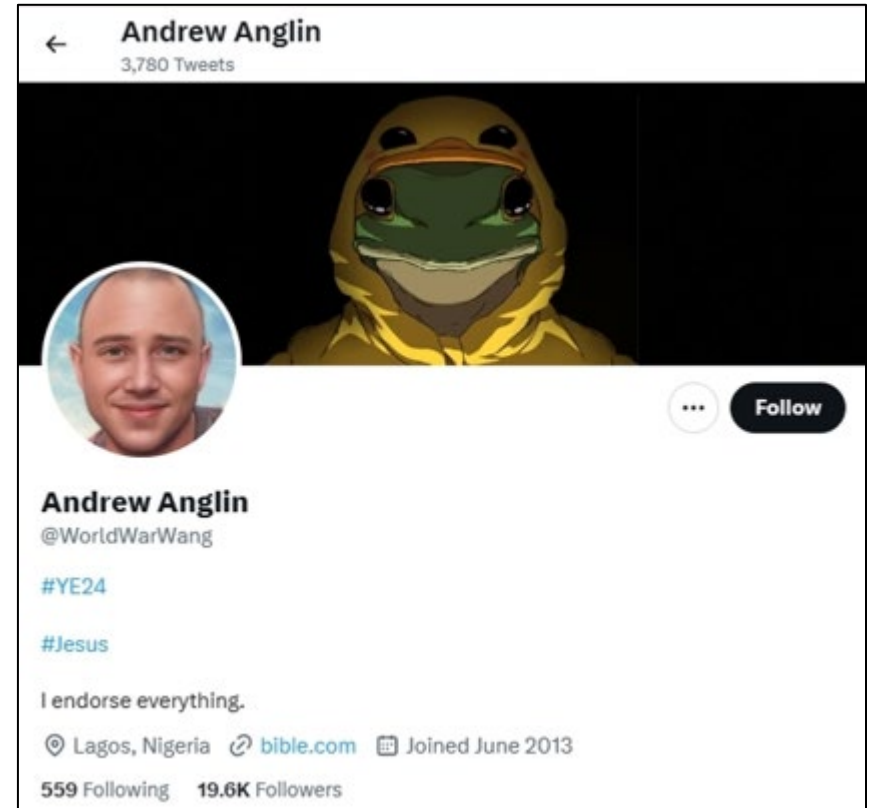 Andrew Anglin
3,780 Tweets
Follow
Andrew Anglin
@WorldWarWang
#YE24
#Jesus
I endorse everything.
Lagos, Nigeria bible.com Joined June 2013
559 Following 19.6K Followers